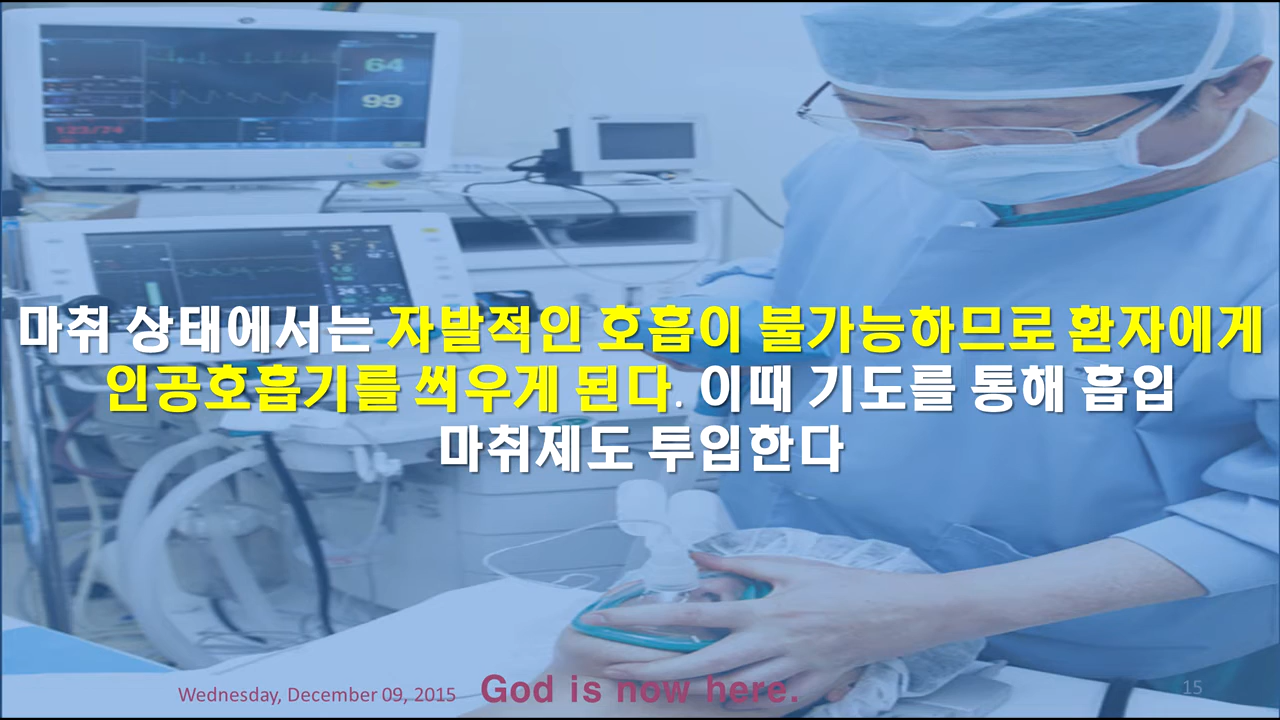 64
99
123/74
마취 상태에서는 자발적인 호흡이 불가능하므로 환자에게
인공호흡기를 씌우게 된다. 이때 기도를 통해 흡입
마취제도 투입한다
Wednesday, December 09, 2015
God is now here.
15